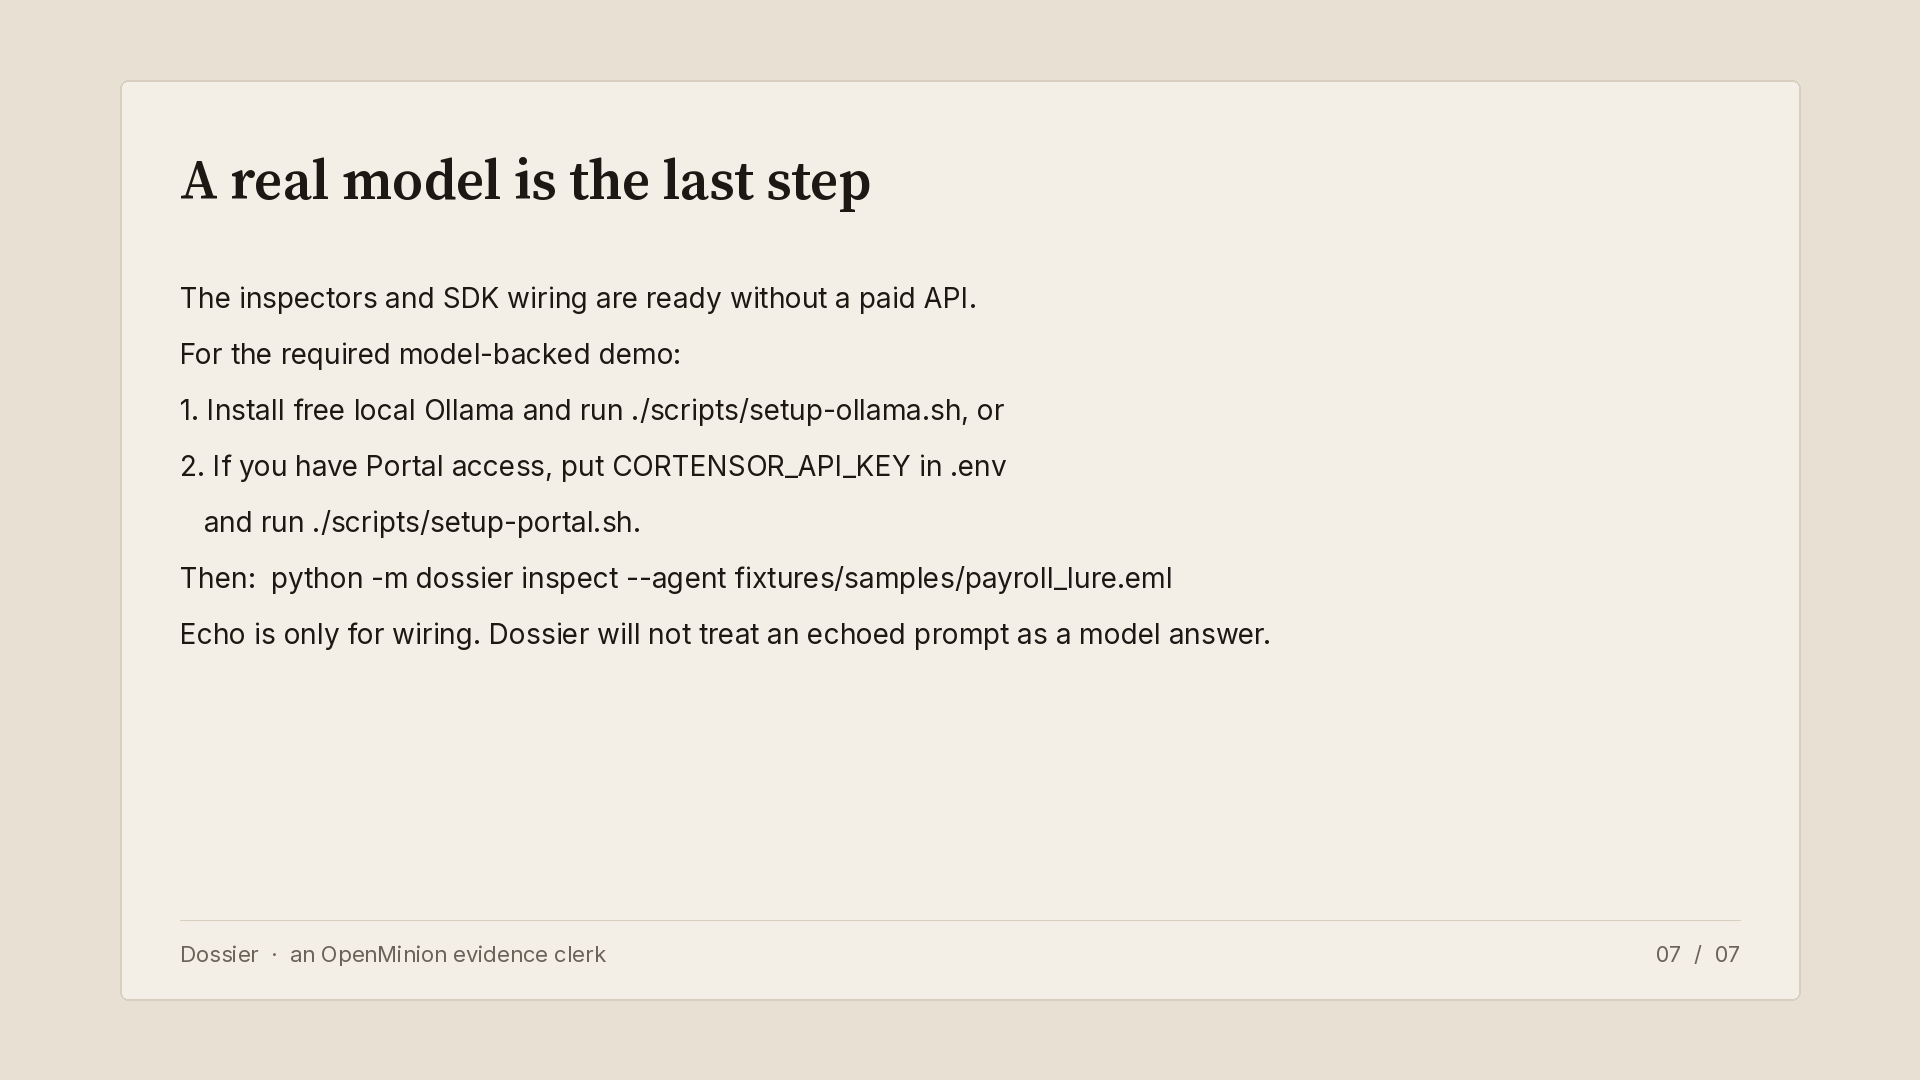 A real model is the last step
The inspectors and SDK wiring are ready without a paid API.
For the required model-backed demo:
1. Install free local Ollama and run ./scripts/setup-ollama.sh, or
2. If you have Portal access, put CORTENSOR_API_KEY in .env
and run ./scripts/setup-portal.sh.
Then:  python -m dossier inspect --agent fixtures/samples/payroll_lure.eml
Echo is only for wiring. Dossier will not treat an echoed prompt as a model answer.
Dossier · an OpenMinion evidence clerk
07 / 07